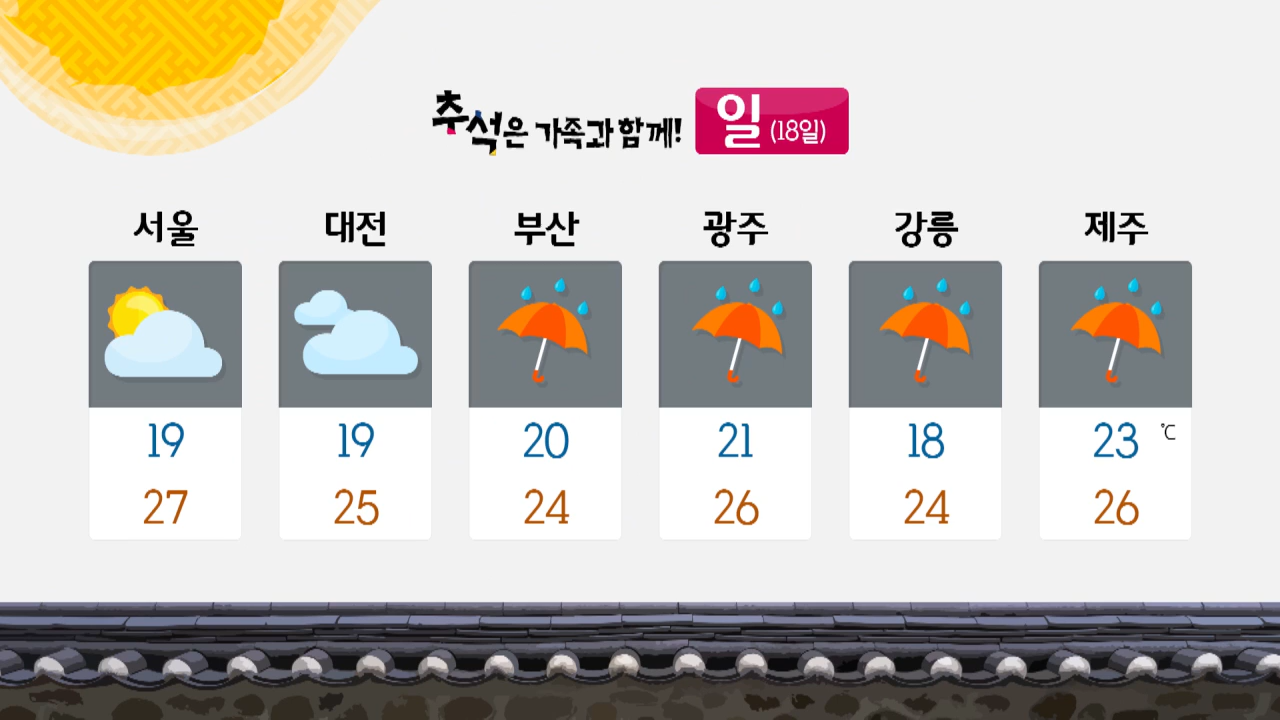 추석은 가족과 함께! 일 (18일)
서울 대전 부산 광주 강릉 제주
19 19 20 21 18 23 ℃
27 25 24 26 24 26